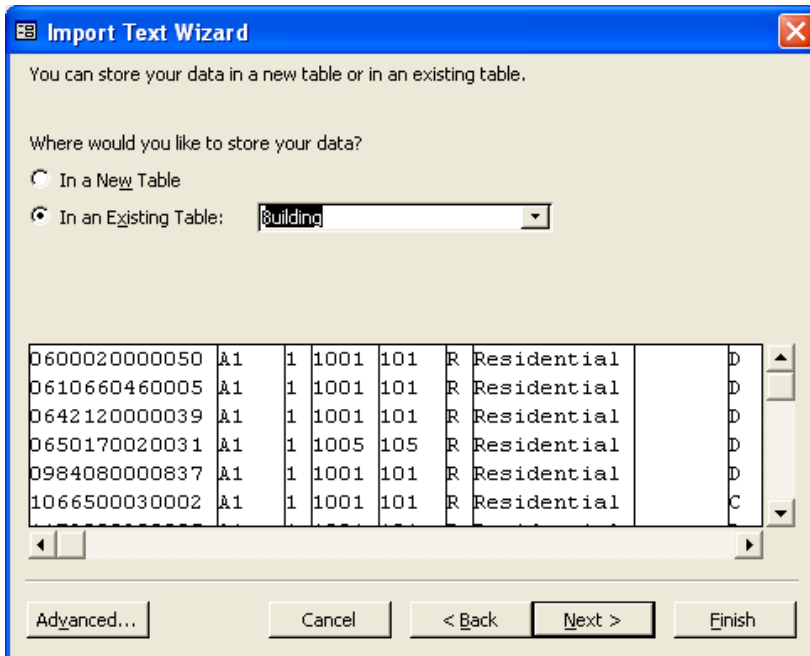 Import Text Wizard
You can store your data in a new table or in an existing table.
Where would you like to store your data?
In a New Table
In an Existing Table: Building
0600020000050 A1 1 1001 101 R Residential D
0610660460005 A1 1 1001 101 R Residential D
0642120000039 A1 1 1001 101 R Residential D
0650170020031 A1 1 1005 105 R Residential D
0984080000837 A1 1 1001 101 R Residential D
1066500030002 A1 1 1001 101 R Residential C
Advanced... Cancel < Back Next > Finish